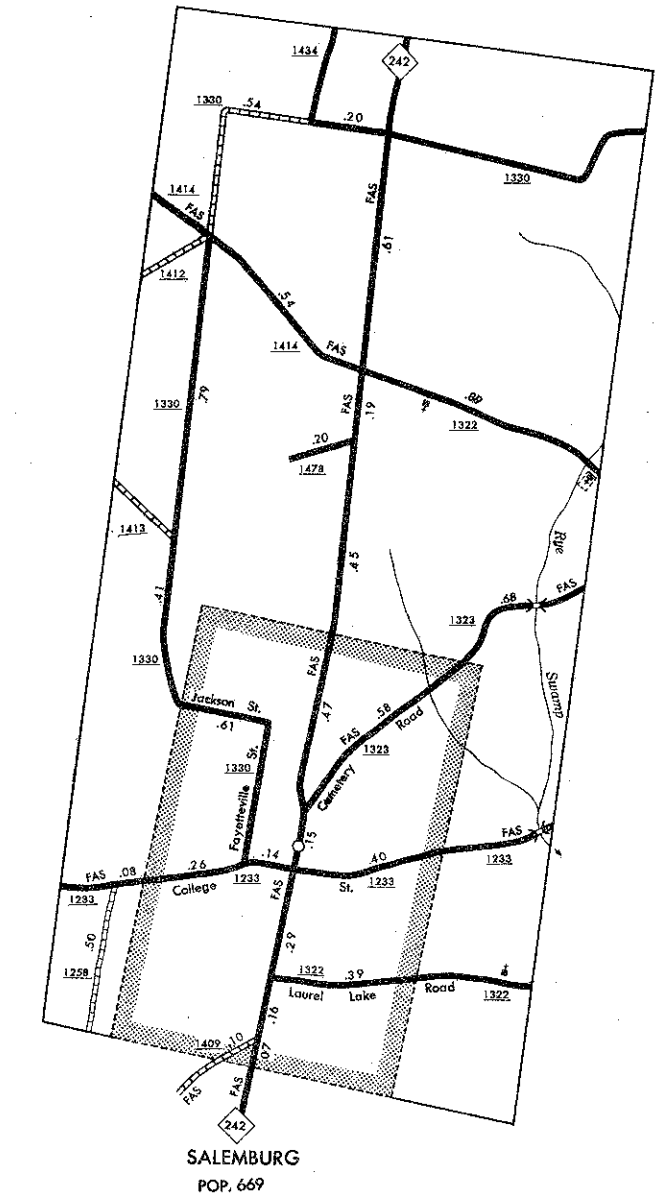 1434
242
1330
.54
.20
1330
1414
FAS
FAS
.61
1412
.54
1414
FAS
.79
FAS
.19
.88
1322
1330
.20
1478
1413
.45
Rye
.41
.68
FAS
1323
1330
FAS
Swamp
Jackson St.
.61
.47
.58
Road
FAS
1323
1330
Fayetteville St.
Cemetery
.15
FAS
1233
.14
.40
.26
.08
FAS
1233
College
1233
St.
1233
FAS
.50
.29
1258
1322
.39
Laurel Lake Road
1322
.16
1409
.10
.07
FAS
FAS
242
SALEMBURG
POP. 669